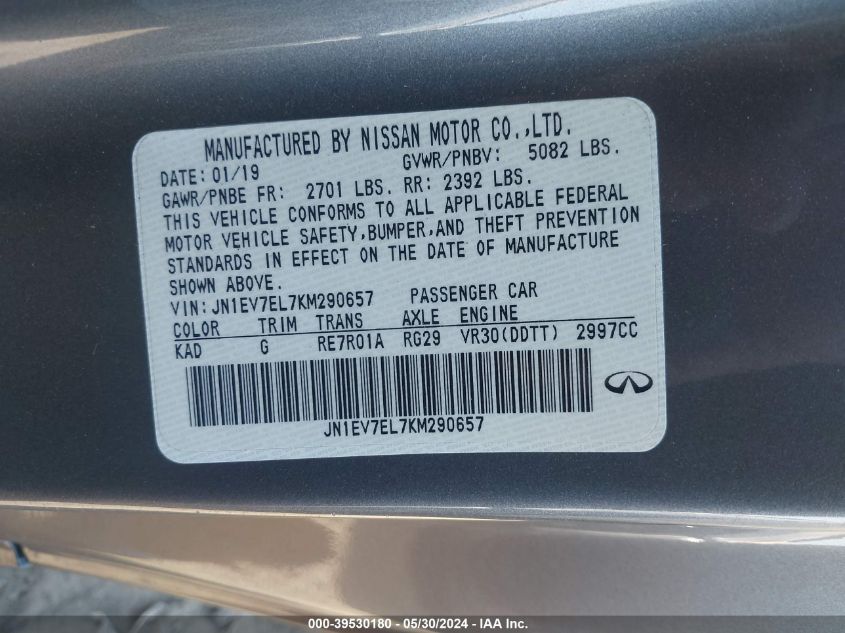 MANUFACTURED BY NISSAN MOTOR CO.,LTD.
DATE: 01/19 GVWR/PNBV: 5082 LBS.
GAWR/PNBE FR: 2701 LBS. RR: 2392 LBS.
THIS VEHICLE CONFORMS TO ALL APPLICABLE FEDERAL
MOTOR VEHICLE SAFETY,BUMPER,AND THEFT PREVENTION
STANDARDS IN EFFECT ON THE DATE OF MANUFACTURE
SHOWN ABOVE.
VIN:JN1EV7EL7KM290657 PASSENGER CAR
COLOR TRIM TRANS AXLE ENGINE
KAD G RE7R01A RG29 VR30(DDTT) 2997CC
JN1EV7EL7KM290657
000-39530180 - 05/30/2024 - IAA Inc.